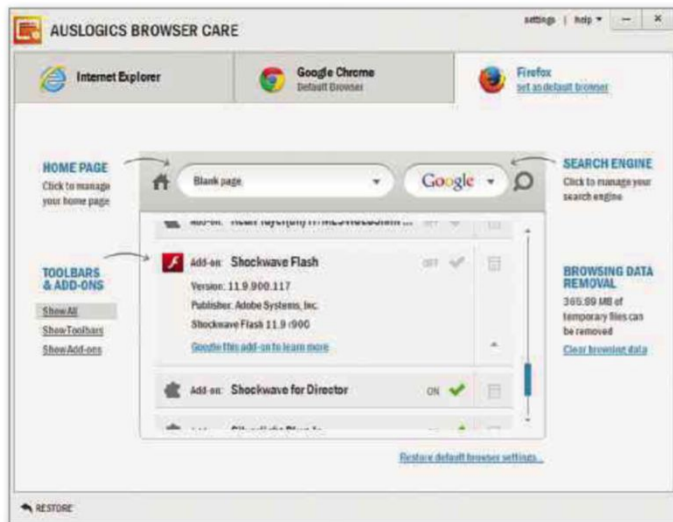 AUSLOGICS BROWSER CARE
settings | help
Internet Explorer
Google Chrome
Default Browser
Firefox
set as default browser
HOME PAGE
Click to manage
your home page
Blank page
Google
SEARCH ENGINE
Click to manage your
search engine
Add-on:
OFF
Add-on: Shockwave Flash
OFF
Version: 11.9.900.117
Publisher: Adobe Systems, Inc.
Shockwave Flash 11.9 r900
Google this add-on to learn more
TOOLBARS
& ADD-ONS
Show All
Show Toolbars
Show Add-ons
BROWSING DATA
REMOVAL
365.89 MB of
temporary files can
be removed
Clear browsing data
Add-on: Shockwave for Director
ON
Restore default browser settings...
RESTORE